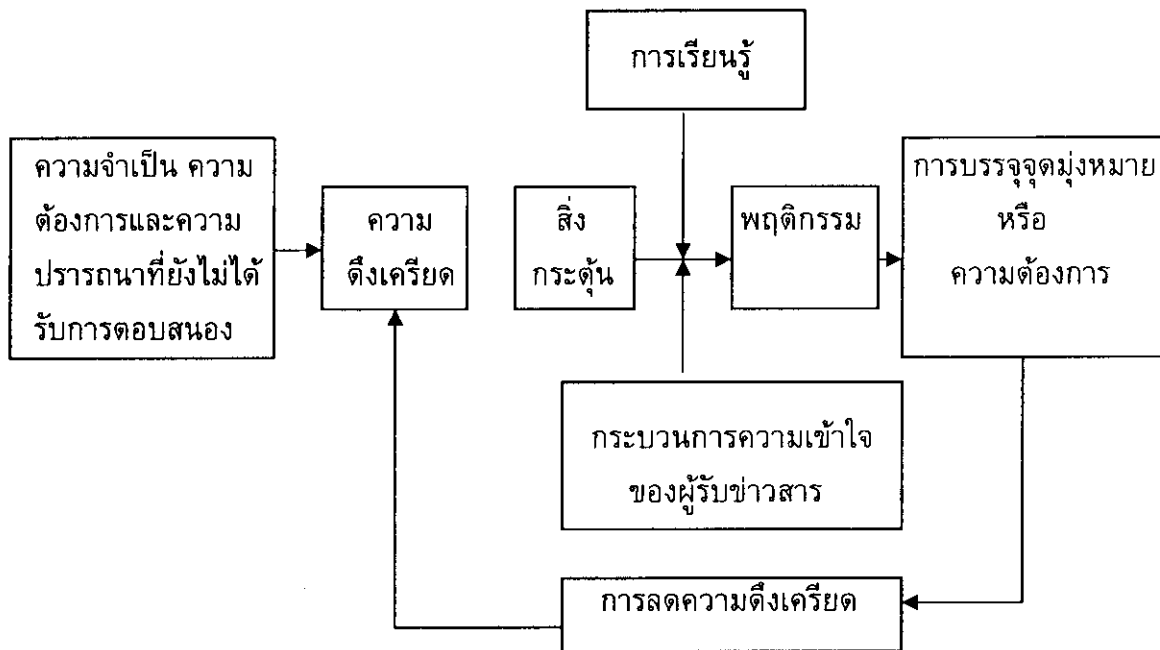 การเรียนรู้
ความจำเป็น ความ
ต้องการและความ
ปรารถนาที่ยังไม่ได้
รับการตอบสนอง
ความ
ดึงเครียด
สิ่ง
กระตุ้น
พฤติกรรม
การบรรจุจุดมุ่งหมาย
หรือ
ความต้องการ
กระบวนการความเข้าใจ
ของผู้รับข่าวสาร
การลดความดึงเครียด